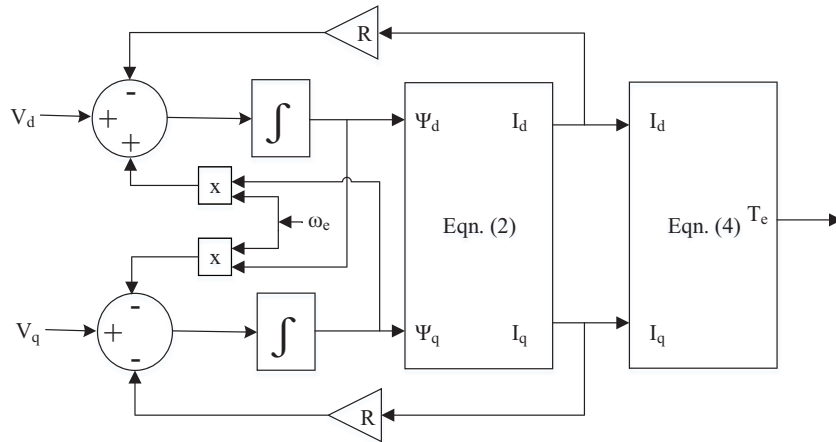 R
-
V_d
+
+
∫
Ψ_d
I_d
I_d
x
ω_e
Eqn. (2)
Eqn. (4)
T_e
x
-
V_q
+
-
∫
Ψ_q
I_q
I_q
R